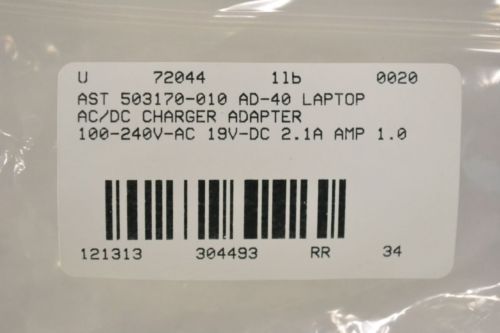 U 72044 11b 0020
AST 503170-010 AD-40 LAPTOP
AC/DC CHARGER ADAPTER
100-240V-AC 19V-DC 2.1A AMP 1.0
121313 304493 RR 34